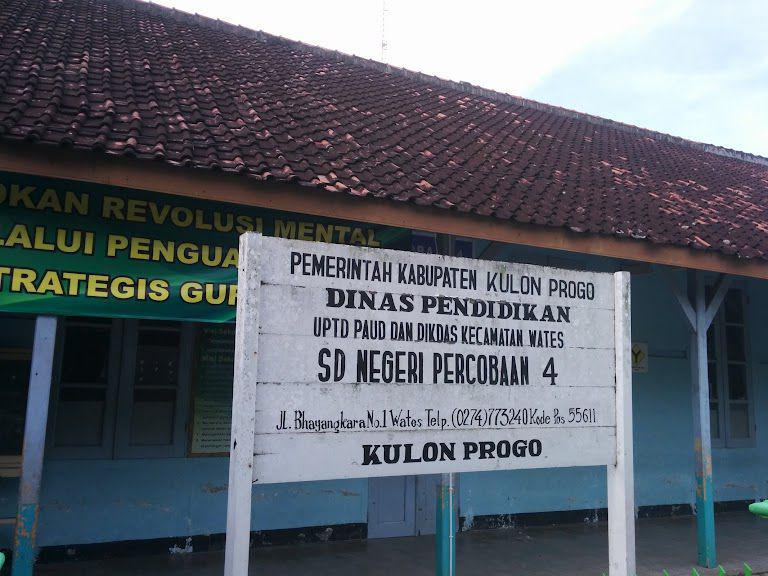 OKAN REVOLUSI MENTAL
LALUI PENGUA
TRATEGIS GUR
PEMERINTAH KABUPATEN KULON PROGO
DINAS PENDIDIKAN
UPTD PAUD DAN DIKDAS KECAMATAN WATES
SD NEGERI PERCOBAAN 4
JL. Bhayangkara No. 1 Wates Telp. (0274) 773240 Kode Pos 55611
KULON PROGO